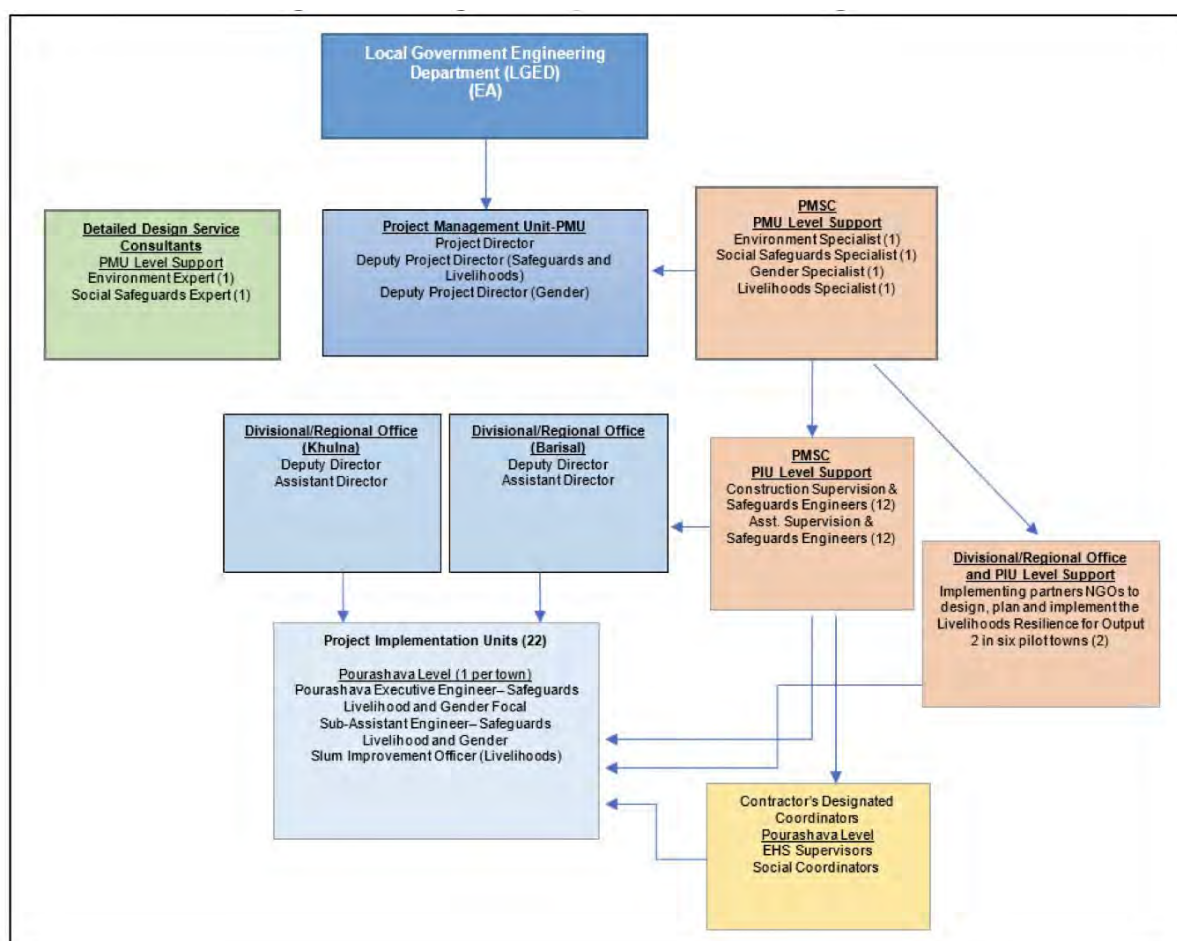 Local Government Engineering
Department (LGED)
(EA)
Detailed Design Service
Consultants
PMU Level Support
Environment Expert (1)
Social Safeguards Expert (1)
Project Management Unit-PMU
Project Director
Deputy Project Director (Safeguards and
Livelihoods)
Deputy Project Director (Gender)
PMSC
PMU Level Support
Environment Specialist (1)
Social Safeguards Specialist (1)
Gender Specialist (1)
Livelihoods Specialist (1)
Divisional/Regional Office
(Khulna)
Deputy Director
Assistant Director
Divisional/Regional Office
(Barisal)
Deputy Director
Assistant Director
PMSC
PIU Level Support
Construction Supervision &
Safeguards Engineers (12)
Asst. Supervision &
Safeguards Engineers (12)
Divisional/Regional Office
and PIU Level Support
Implementing partners NGOs to
design, plan and implement the
Livelihoods Resilience for Output
2 in six pilot towns (2)
Project Implementation Units (22)
Pourashava Level (1 per town)
Pourashava Executive Engineer– Safeguards
Livelihood and Gender Focal
Sub-Assistant Engineer– Safeguards
Livelihood and Gender
Slum Improvement Officer (Livelihoods)
Contractor's Designated
Coordinators
Pourashava Level
EHS Supervisors
Social Coordinators